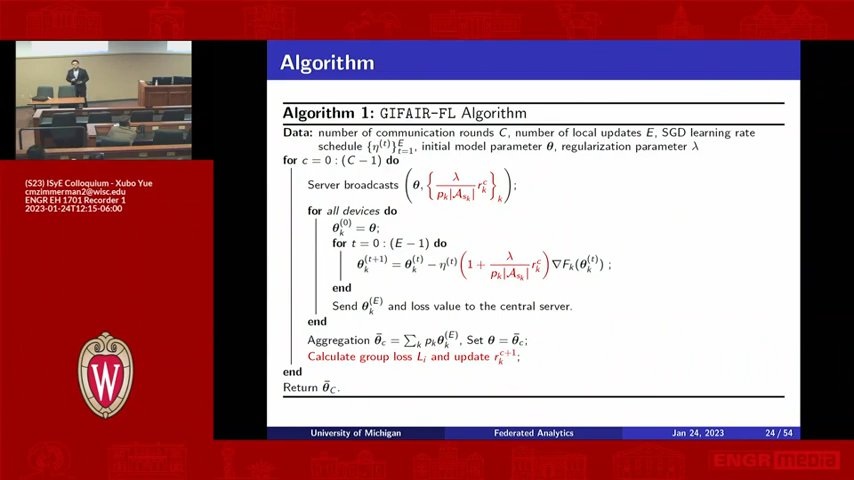 Algorithm
Algorithm 1: GIFAIR-FL Algorithm
Data: number of communication rounds C, number of local updates E, SGD learning rate
schedule {η^(t)}^E_t=1, initial model parameter θ, regularization parameter λ
for c = 0 : (C − 1) do
Server broadcasts (θ, {λ/(p_k|A_{s_k}|) r_k^c}_k);
for all devices do
θ_k^(0) = θ;
for t = 0 : (E − 1) do
θ_k^(t+1) = θ_k^(t) − η^(t) (1 + λ/(p_k|A_{s_k}|) r_k^c) ∇F_k(θ_k^(t)) ;
end
Send θ_k^(E) and loss value to the central server.
end
Aggregation θ̄_c = ∑_k p_k θ_k^(E), Set θ = θ̄_c;
Calculate group loss L_i and update r_k^{c+1};
end
Return θ̄_C.
University of Michigan Federated Analytics Jan 24, 2023 24 / 54
(S23) ISyE Colloquium - Xubo Yue
cmzimmerman2@wisc.edu
ENGR EH 1701 Recorder 1
2023-01-24T12:15-06:00
W
ENGR media